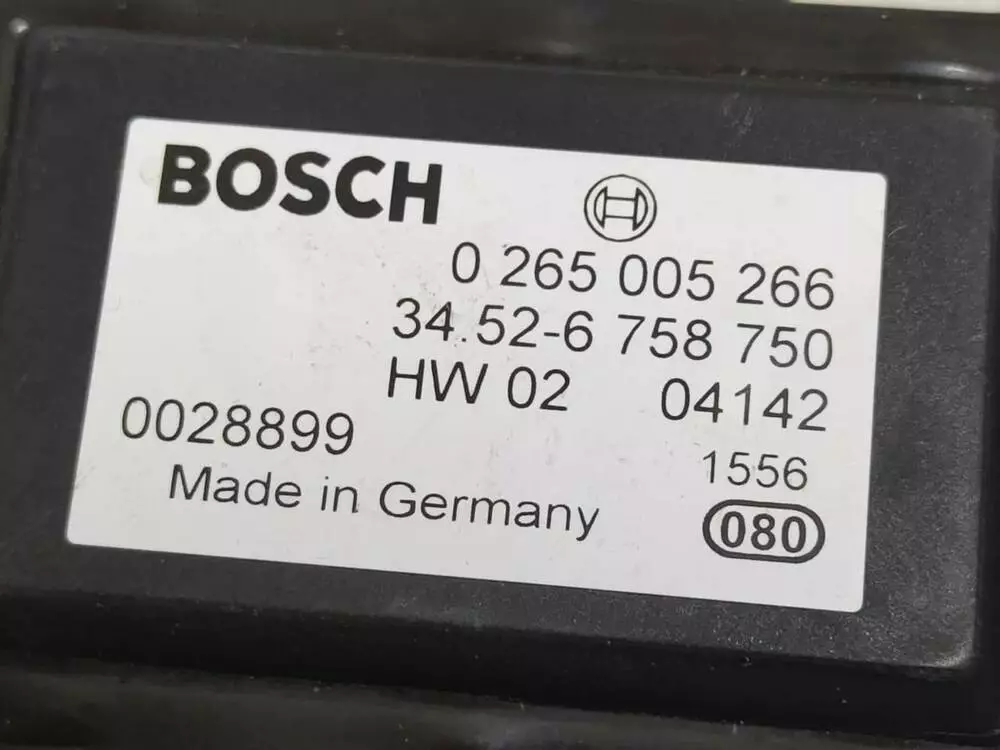 BOSCH
0 265 005 266
34.52-6 758 750
HW 02 04142
0028899
1556
Made in Germany
080